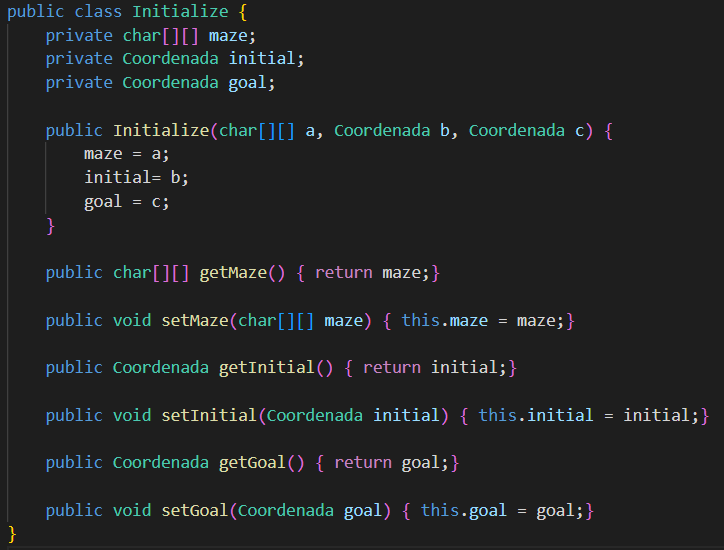 public class Initialize {
    private char[][] maze;
    private Coordenada initial;
    private Coordenada goal;

    public Initialize(char[][] a, Coordenada b, Coordenada c) {
        maze = a;
        initial= b;
        goal = c;
    }

    public char[][] getMaze() { return maze;}

    public void setMaze(char[][] maze) { this.maze = maze;}

    public Coordenada getInitial() { return initial;}

    public void setInitial(Coordenada initial) { this.initial = initial;}

    public Coordenada getGoal() { return goal;}

    public void setGoal(Coordenada goal) { this.goal = goal;}
}